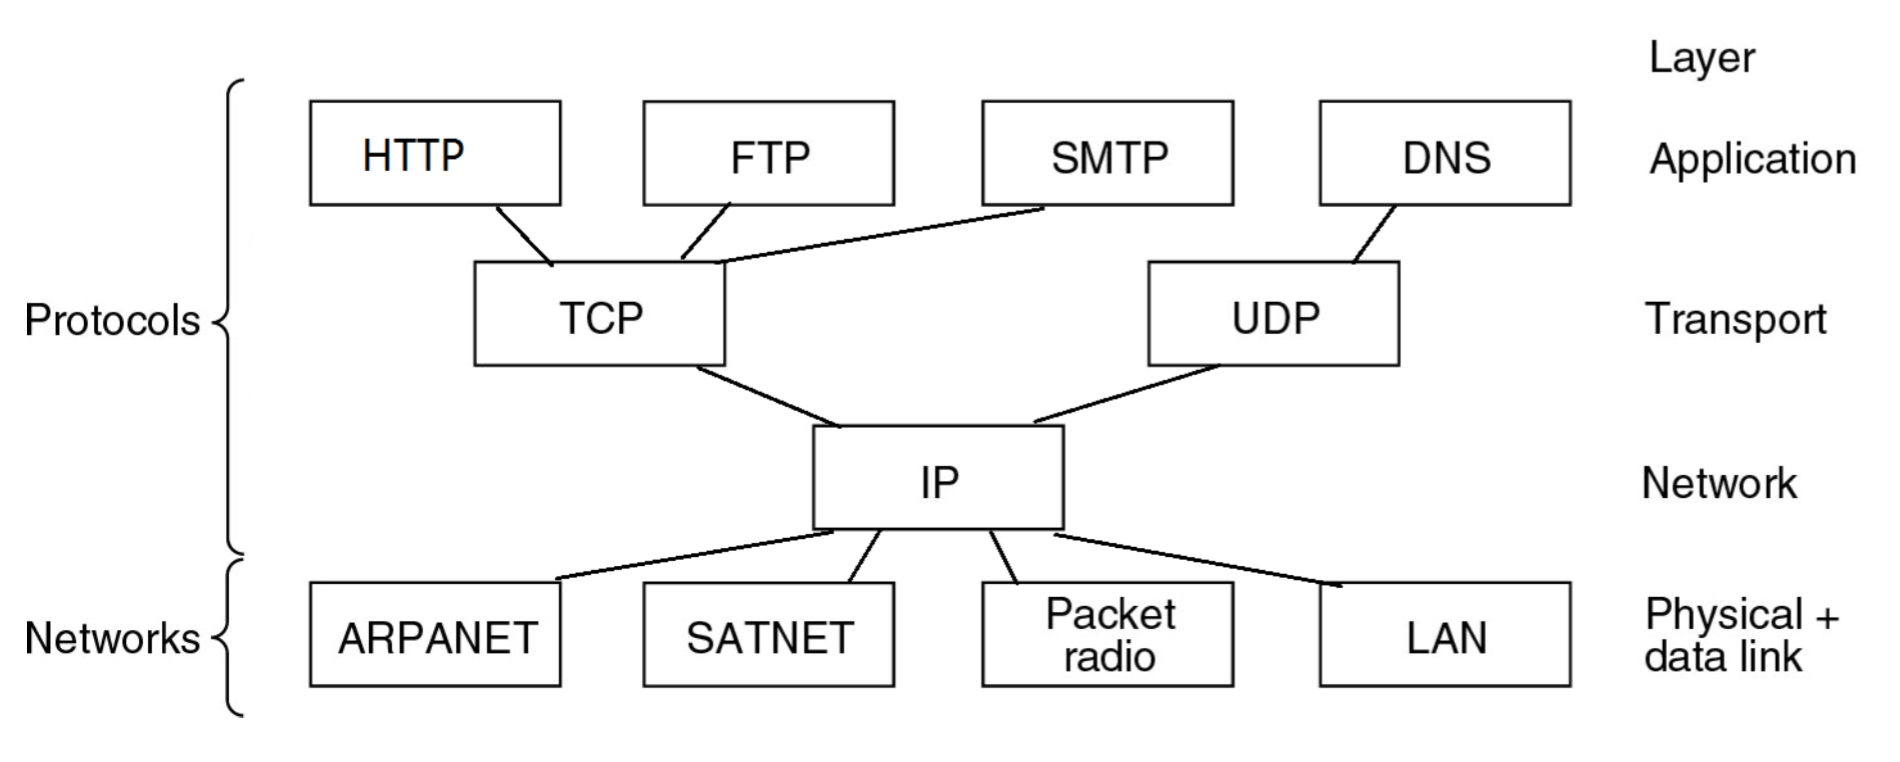 Layer
HTTP
FTP
SMTP
DNS
Application
Protocols
TCP
UDP
Transport
IP
Network
Networks
ARPANET
SATNET
Packet
radio
LAN
Physical +
data link